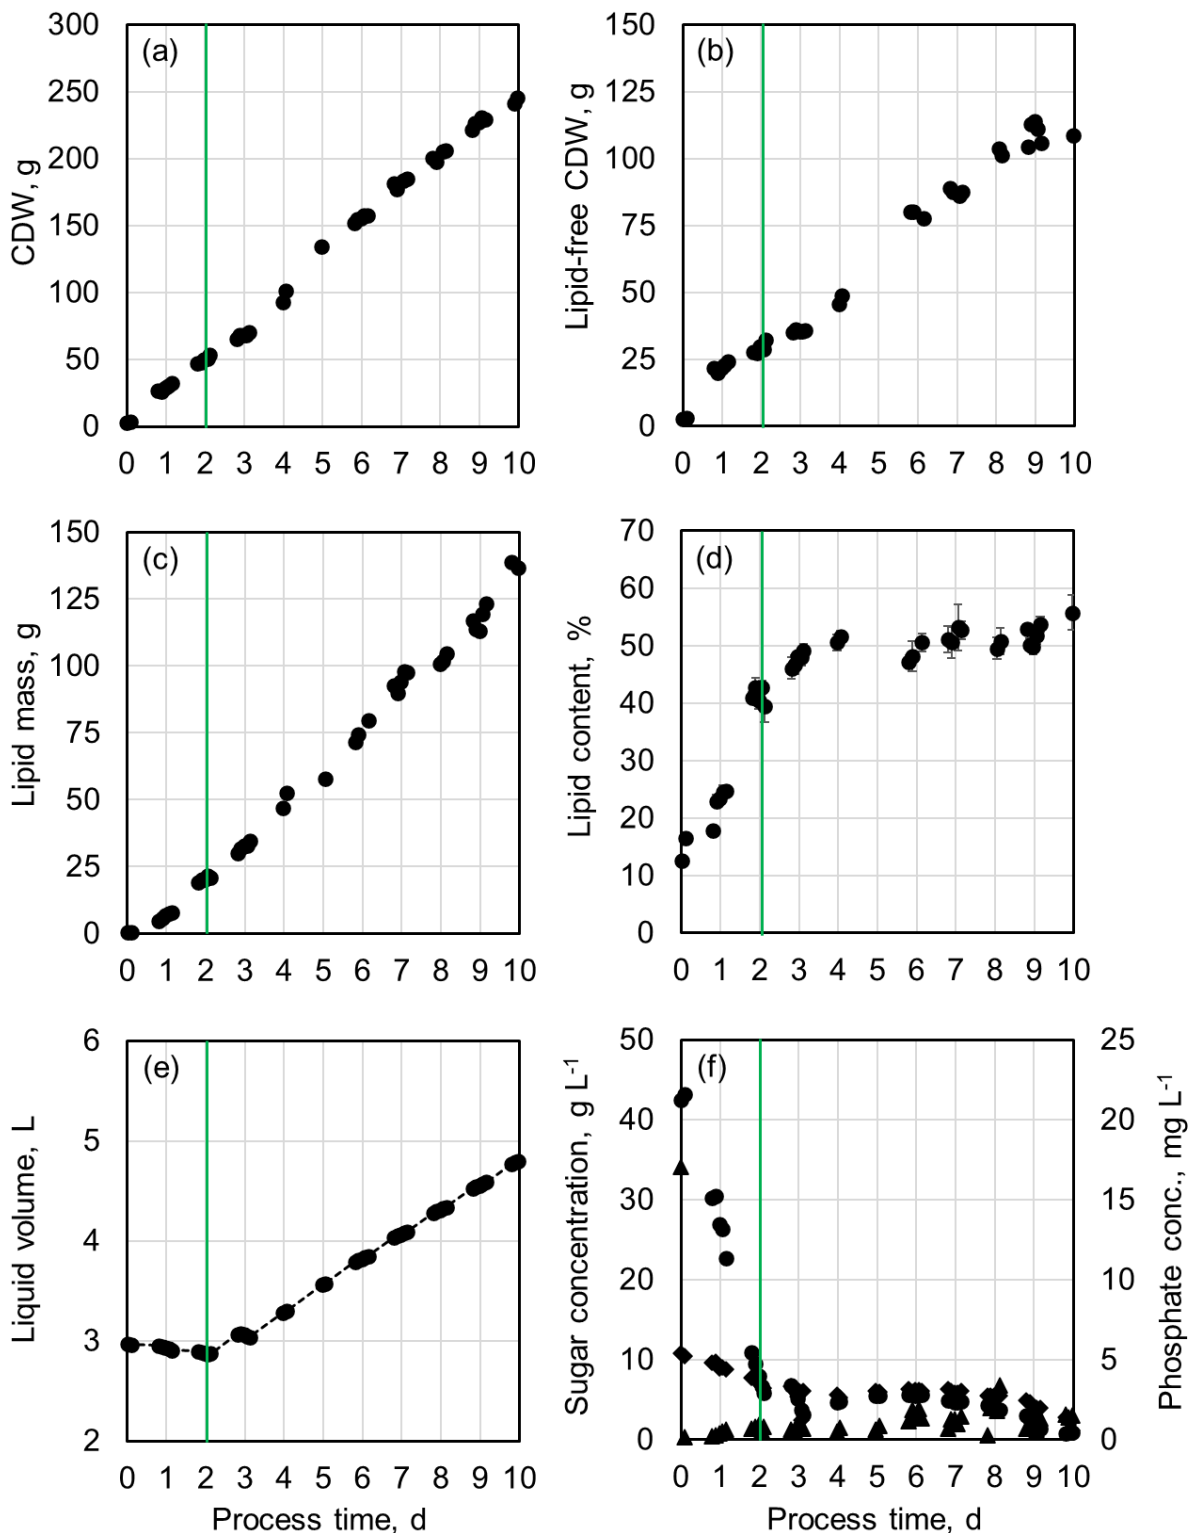 (a)
300
250
200
150
100
50
0
CDW, g
0 1 2 3 4 5 6 7 8 9 10
(b)
150
125
100
75
50
25
0
Lipid-free CDW, g
0 1 2 3 4 5 6 7 8 9 10
(c)
150
125
100
75
50
25
0
Lipid mass, g
0 1 2 3 4 5 6 7 8 9 10
(d)
70
60
50
40
30
20
10
0
Lipid content, %
0 1 2 3 4 5 6 7 8 9 10
(e)
6
5
4
3
2
Liquid volume, L
0 1 2 3 4 5 6 7 8 9 10
Process time, d
(f)
50
40
30
20
10
0
Sugar concentration, g L⁻¹
25
20
15
10
5
0
Phosphate conc., mg L⁻¹
0 1 2 3 4 5 6 7 8 9 10
Process time, d